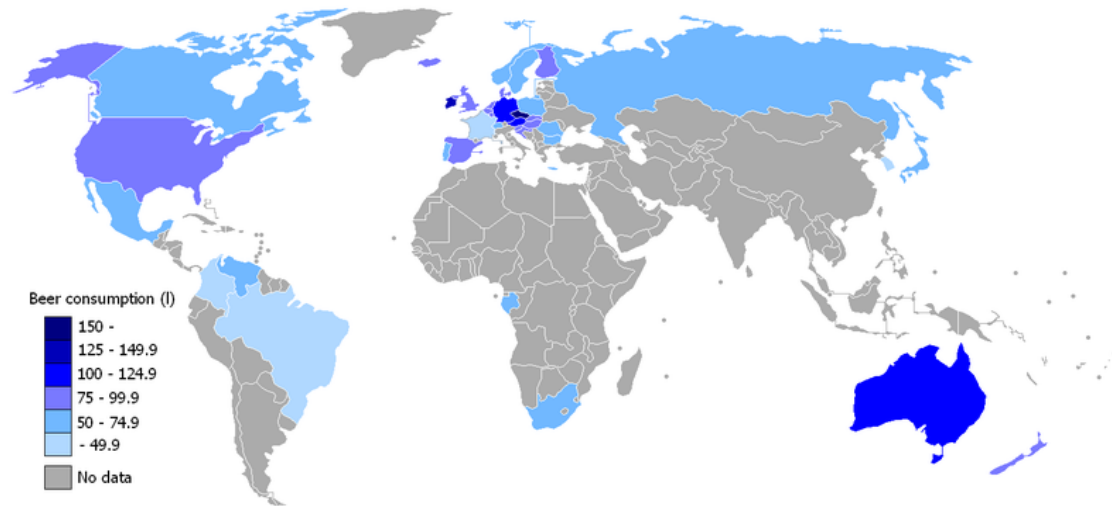 Beer consumption (l)
150 -
125 - 149.9
100 - 124.9
75 - 99.9
50 - 74.9
- 49.9
No data